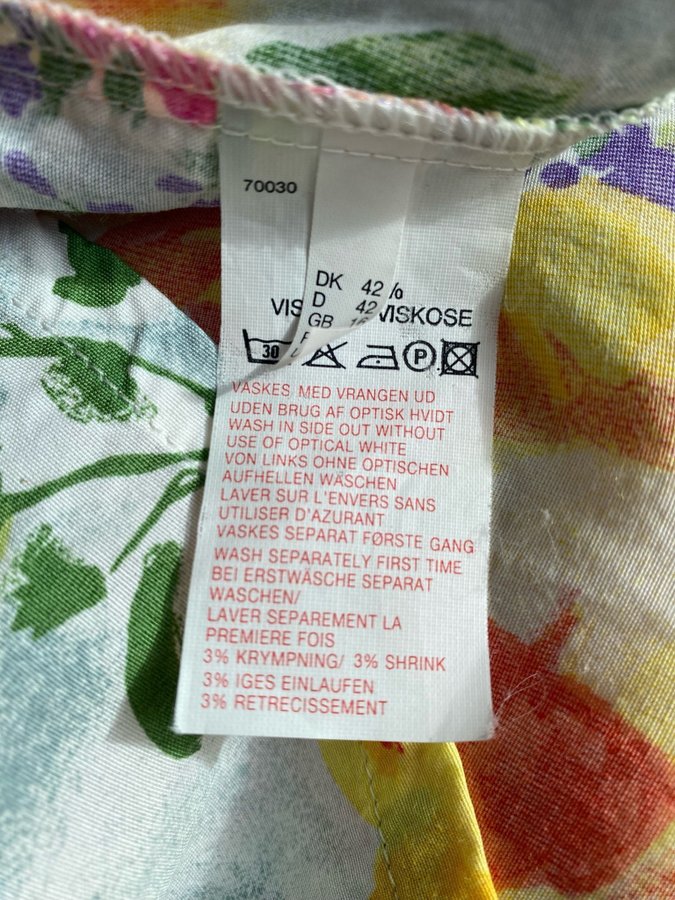 70030
DK 42
D 42
GB
%
VISKOSE
30
P
VASKES MED VRANGEN UD
UDEN BRUG AF OPTISK HVIDT
WASH IN SIDE OUT WITHOUT
USE OF OPTICAL WHITE
VON LINKS OHNE OPTISCHEN
AUFHELLEN WASCHEN
LAVER SUR L'ENVERS SANS
UTILISER D'AZURANT
VASKES SEPARAT FØRSTE GANG
WASH SEPARATELY FIRST TIME
BEI ERSTWÄSCHE SEPARAT
WASCHEN/
LAVER SEPAREMENT LA
PREMIERE FOIS
3% KRYMPNING/ 3% SHRINK
3% IGES EINLAUFEN
3% RETRECISSEMENT